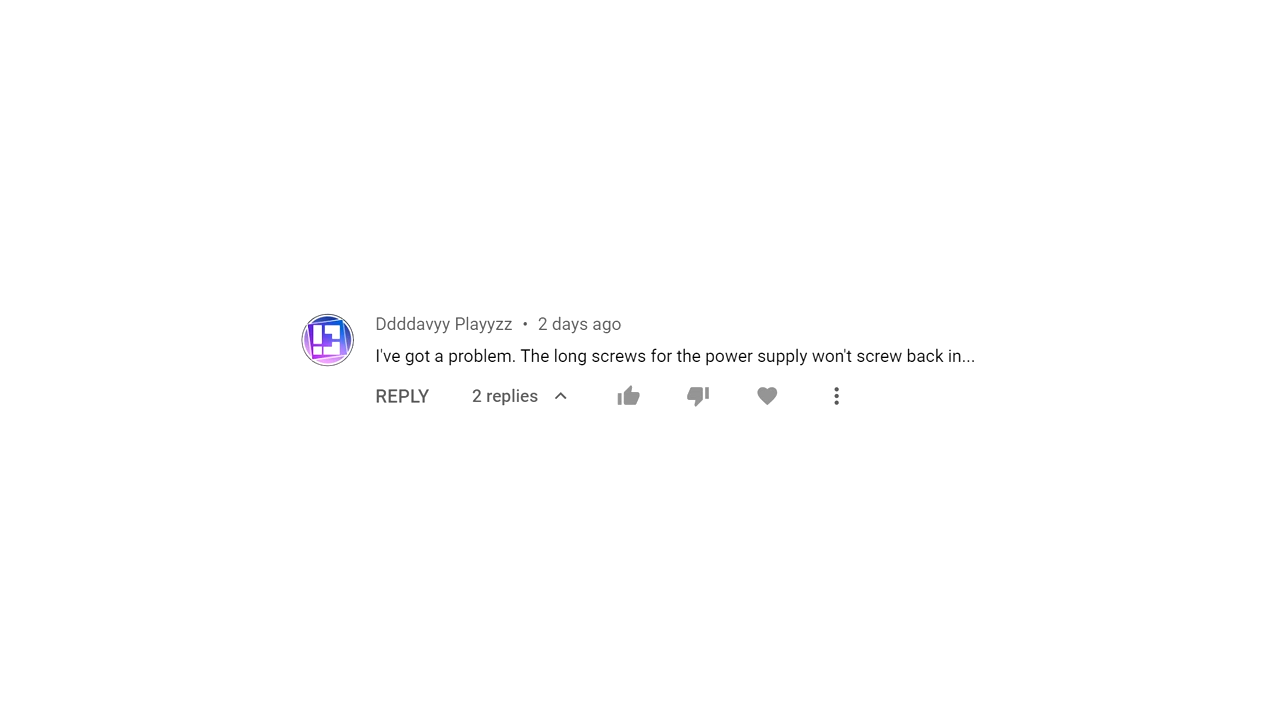 Ddddavyy Playyzz • 2 days ago
I've got a problem. The long screws for the power supply won't screw back in...
REPLY 2 replies